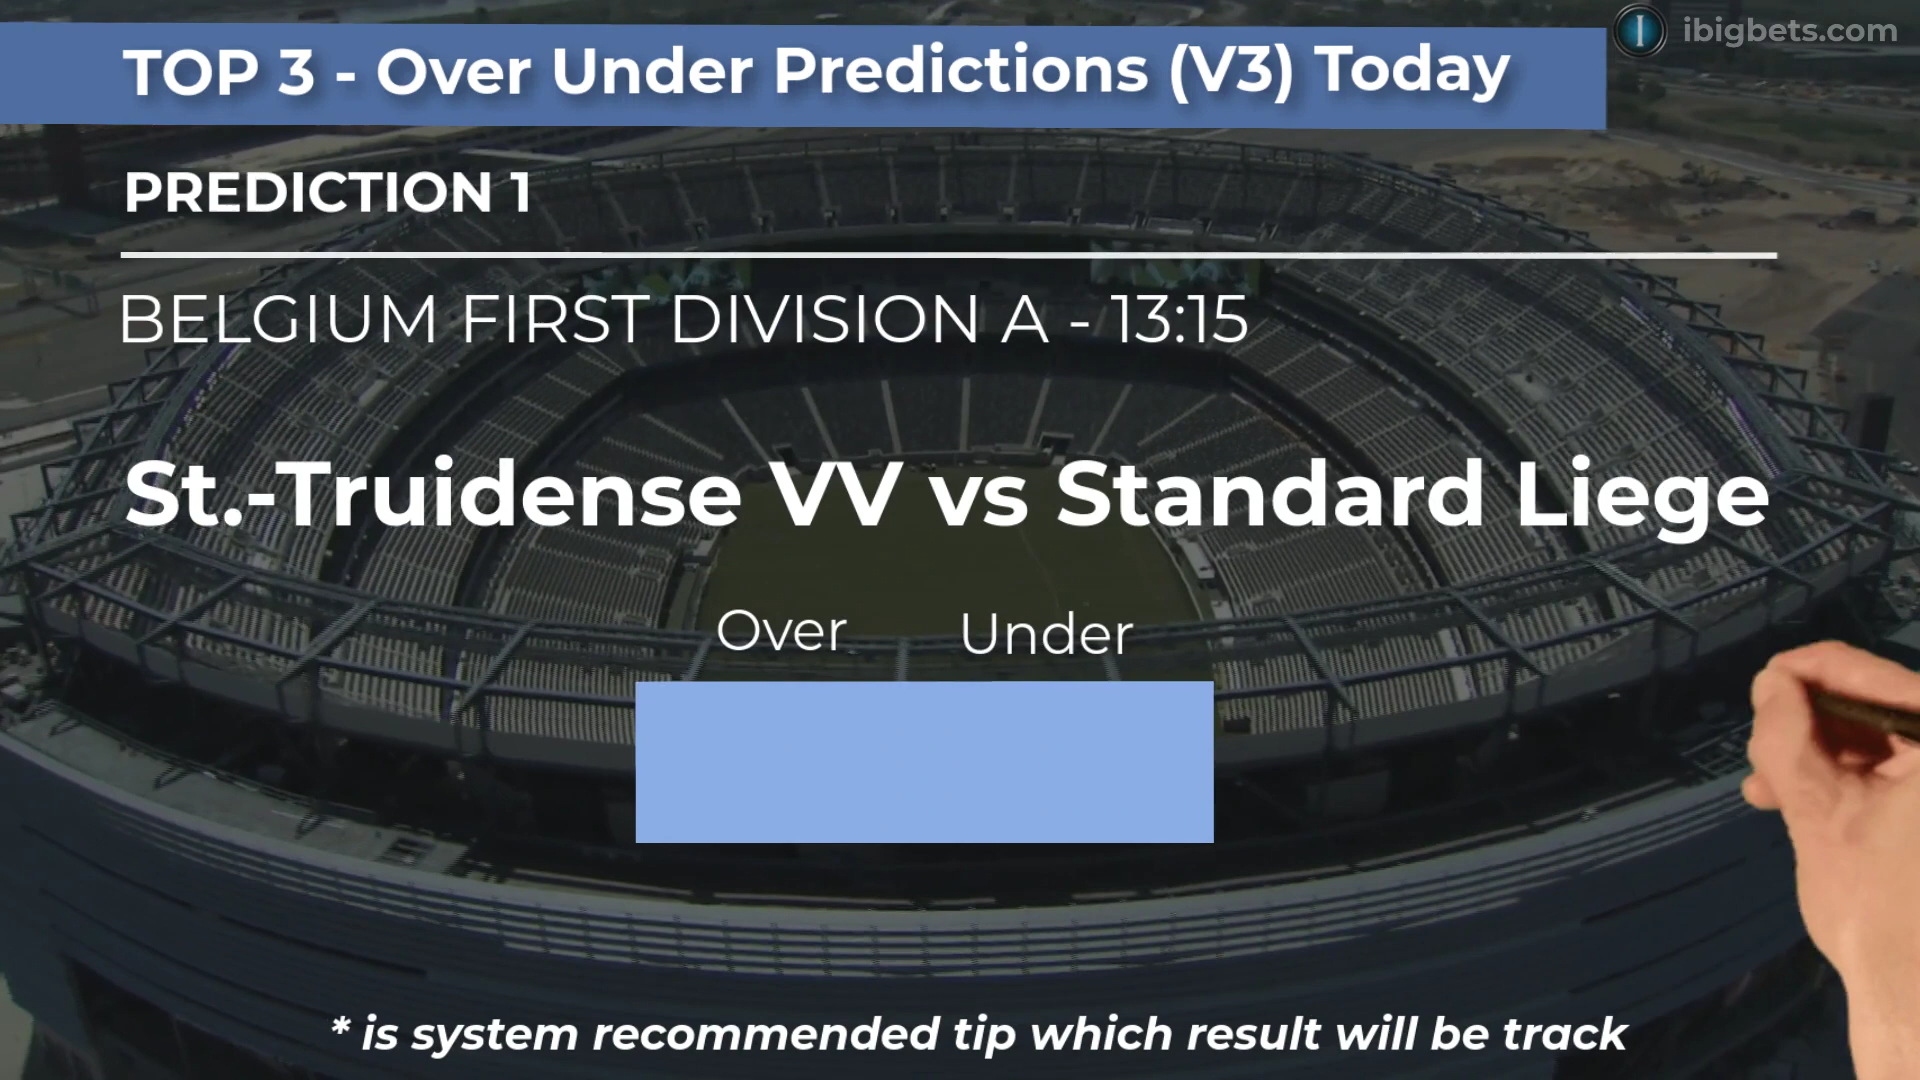 I ibigbets.com
TOP 3 - Over Under Predictions (V3) Today
PREDICTION 1
BELGIUM FIRST DIVISION A - 13:15
St.-Truidense VV vs Standard Liege
Over Under
* is system recommended tip which result will be track